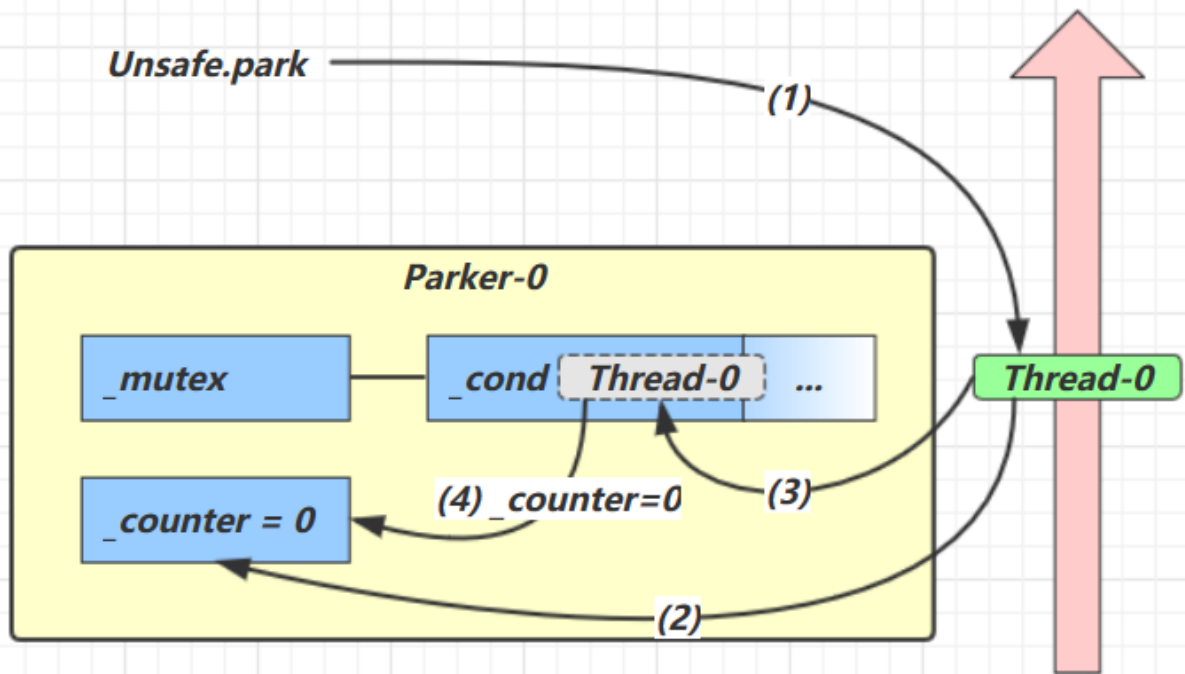 Unsafe.park
(1)
Parker-0
_mutex
_cond
Thread-0
...
Thread-0
(4) _counter=0
(3)
_counter = 0
(2)